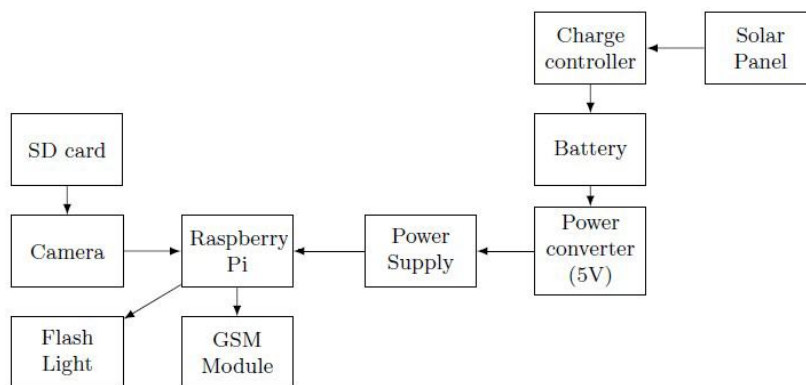 Charge
controller
Solar
Panel
SD card
Battery
Camera
Raspberry
Pi
Power
Supply
Power
converter
(5V)
Flash
Light
GSM
Module